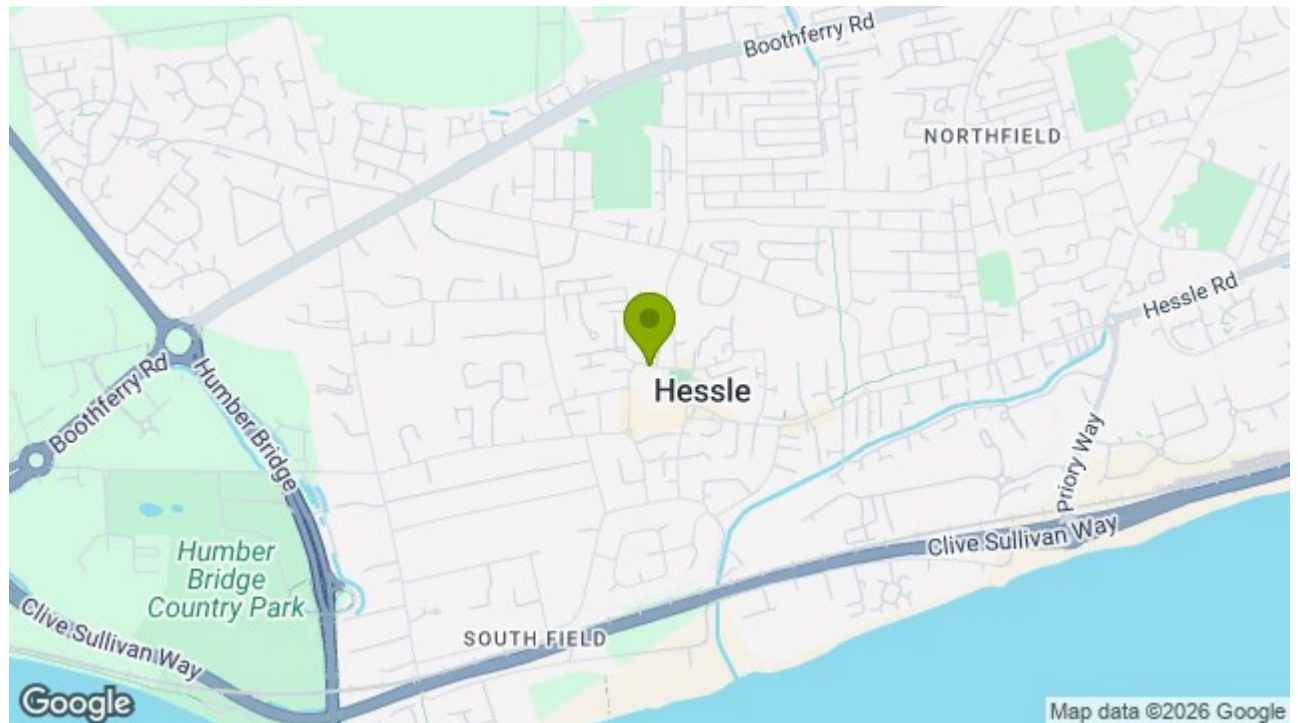 Boothferry Rd
NORTHFIELD
Hessle Rd
Hessle
Boothferry Rd
Humber Bridge
Priory Way
Clive Sullivan Way
Humber
Bridge
Country Park
Clive Sullivan Way
SOUTH FIELD
Google
Map data ©2026 Google